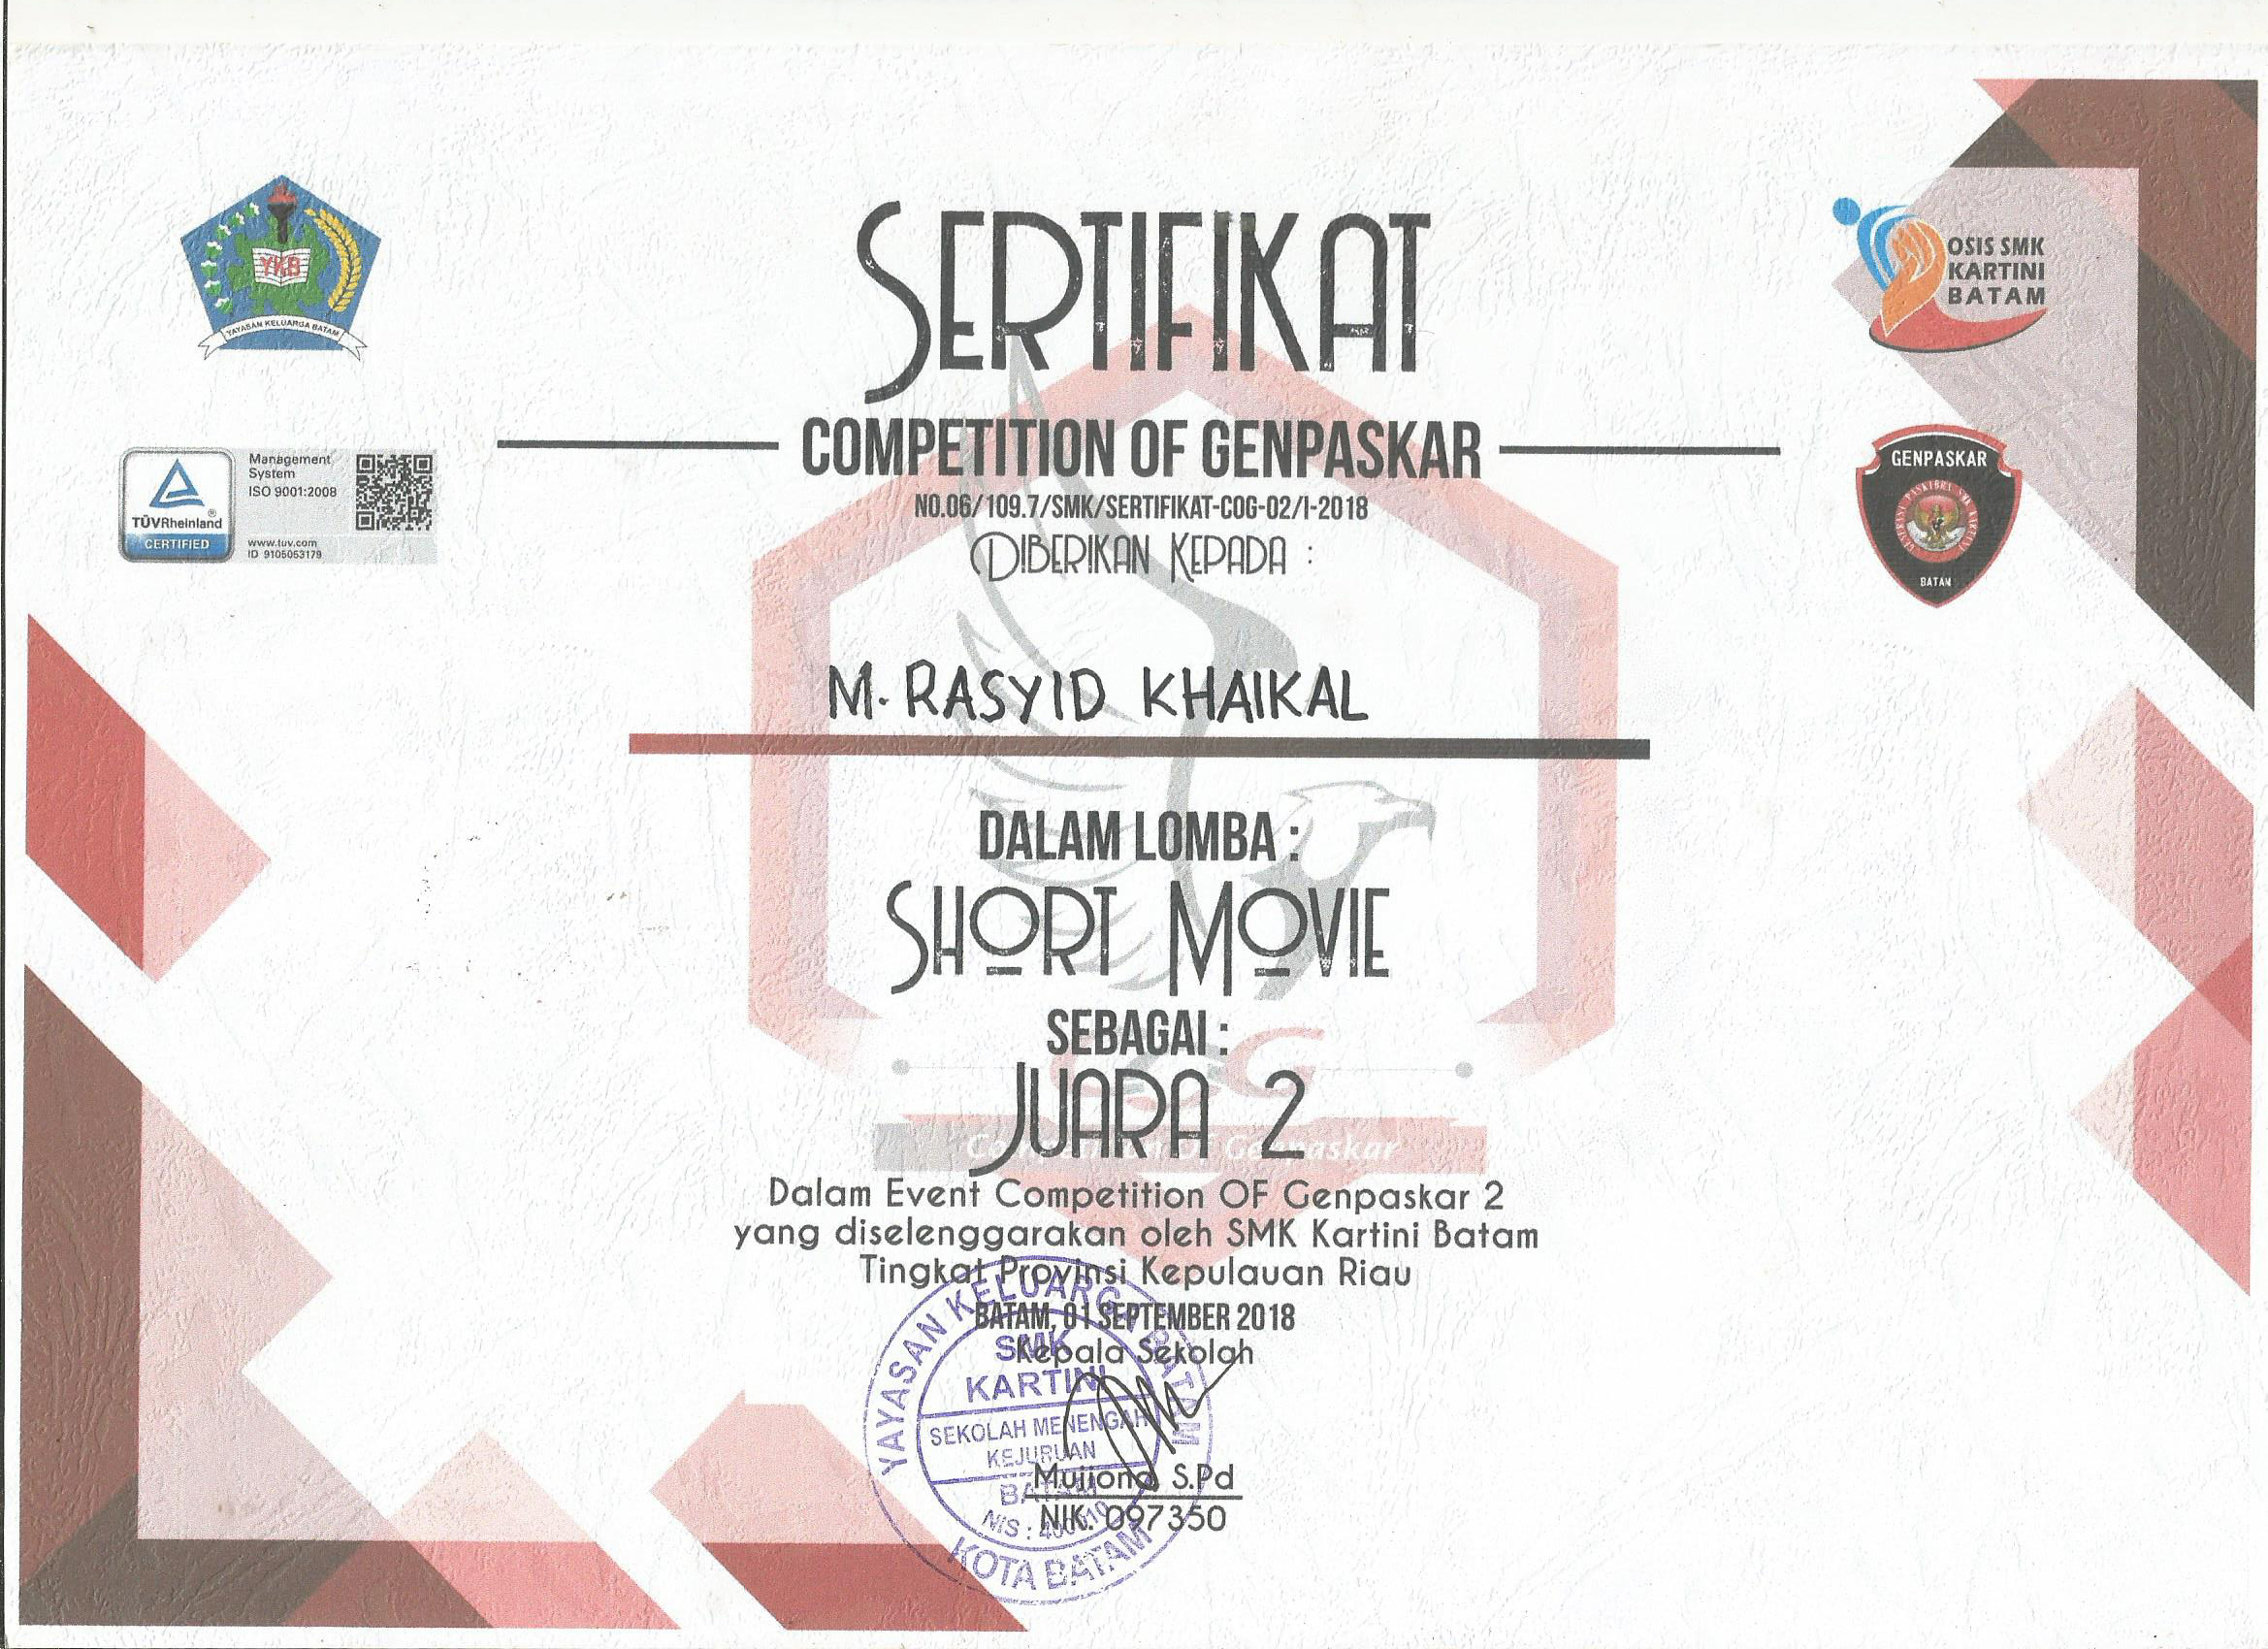 SERTIFIKAT
COMPETITION OF GENPASKAR
NO.06/109.7/SMK/SERTIFIKAT-COG-02/I-2018
DIBERIKAN KEPADA :
YKB
YAYASAN KELUARGA BATAM
OSIS SMK
KARTINI
BATAM
TÜVRheinland®
CERTIFIED
Management
System
ISO 9001:2008
www.tuv.com
ID 9105053179
GENPASKAR
BATAM
M. RASYID KHAIKAL
DALAM LOMBA :
SHORT MOVIE
SEBAGAI :
JUARA 2
Genpaskar
Dalam Event Competition OF Genpaskar 2
yang diselenggarakan oleh SMK Kartini Batam
Tingkat Provinsi Kepulauan Riau
BATAM, 01 SEPTEMBER 2018
Kepala Sekolah
YAYASAN KELUARGA BATAM
SMK
KARTINI
SEKOLAH MENENGAH
KEJURUAN
BATAM
NIS :
KOTA BATAM
Mujiono, S.Pd
NIK. 097350